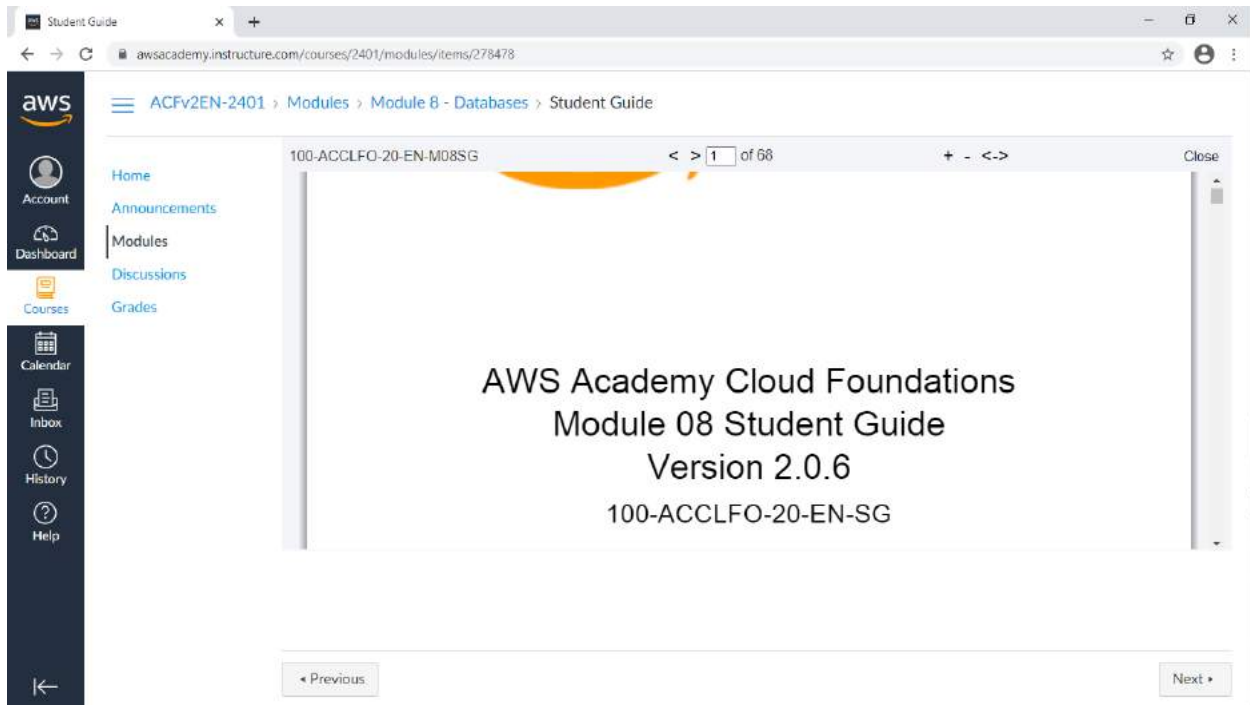 Student Guide
awsacademy.instructure.com/courses/2401/modules/items/278478
aws
ACFv2EN-2401 › Modules › Module 8 - Databases › Student Guide
Account
Dashboard
Courses
Calendar
Inbox
History
Help
Home
Announcements
Modules
Discussions
Grades
100-ACCLFO-20-EN-M08SG < > 1 of 68 + - <-> Close
AWS Academy Cloud Foundations
Module 08 Student Guide
Version 2.0.6
100-ACCLFO-20-EN-SG
◂ Previous
Next ▸